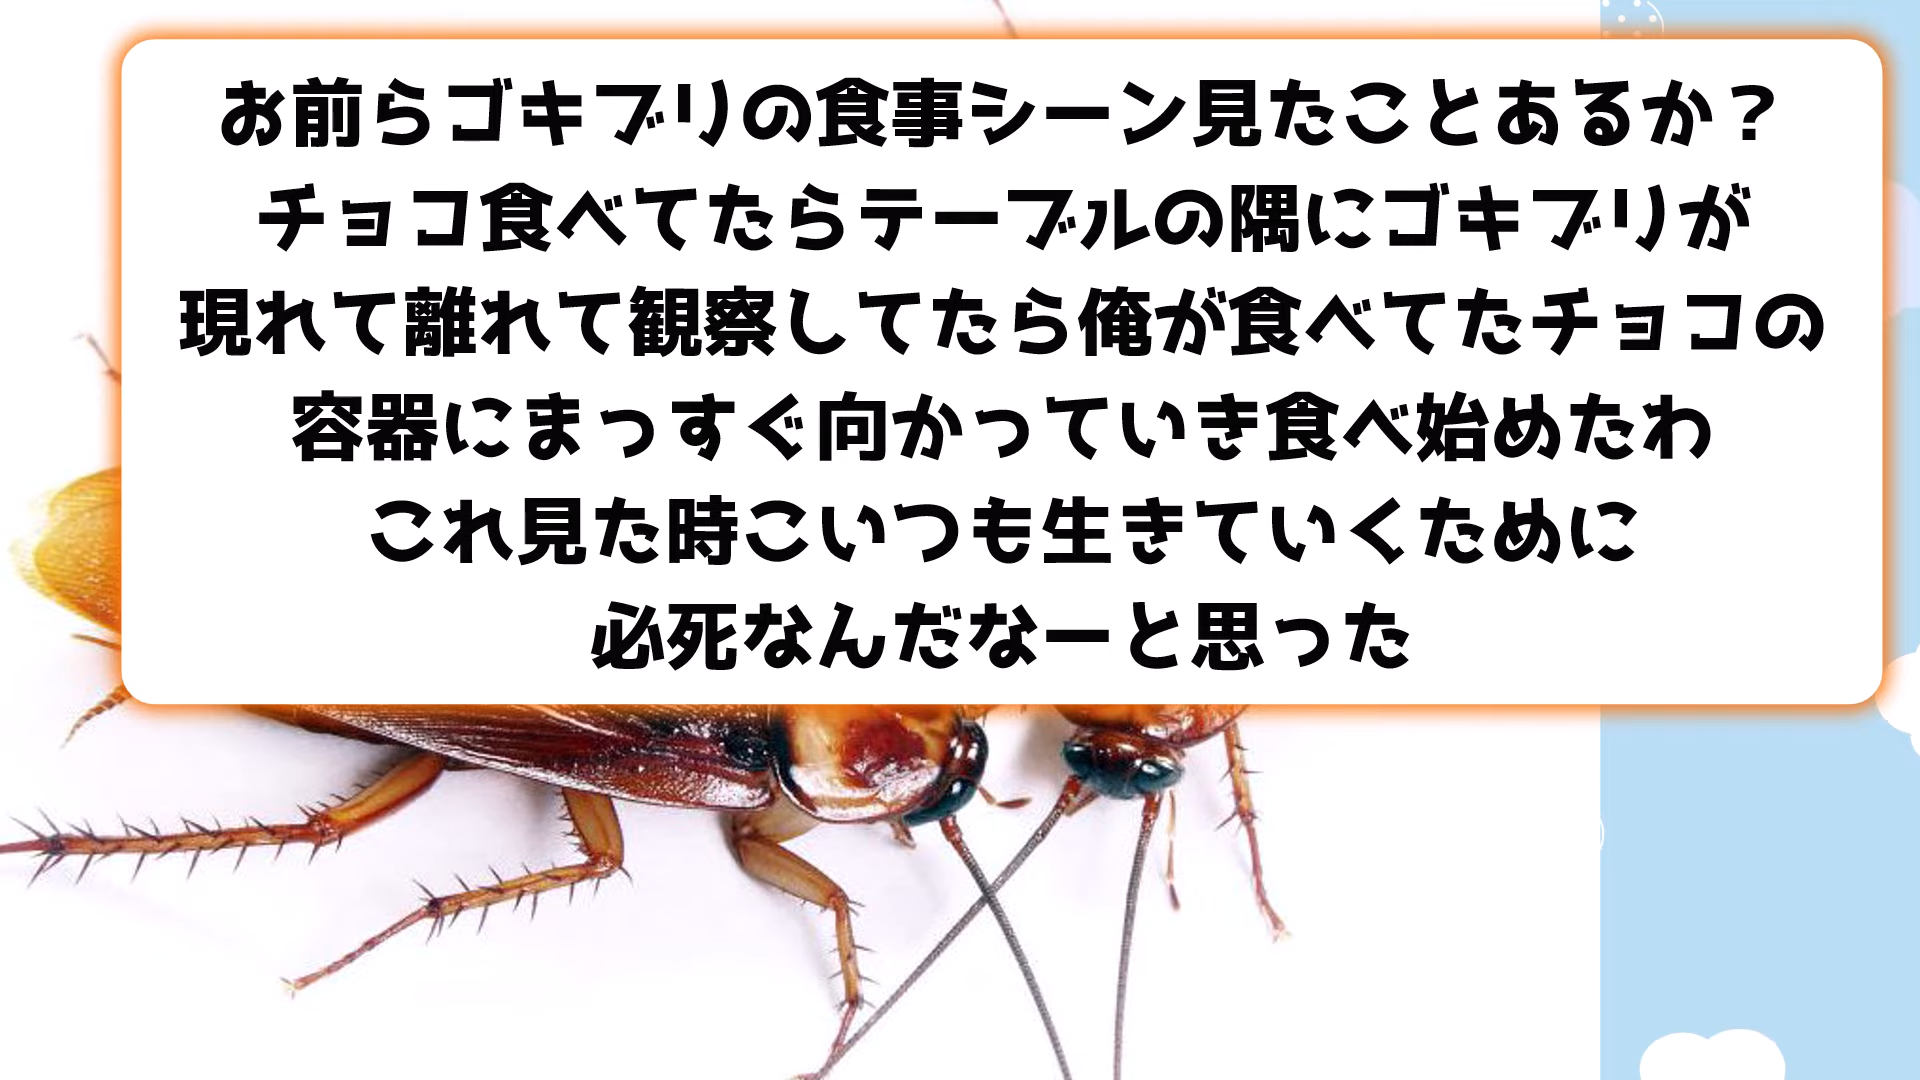 お前らゴキブリの食事シーン見たことあるか？
チョコ食べてたらテーブルの隅にゴキブリが
現れて離れて観察してたら俺が食べてたチョコの
容器にまっすぐ向かっていき食べ始めたわ
これ見た時こいつも生きていくために
必死なんだなーと思った